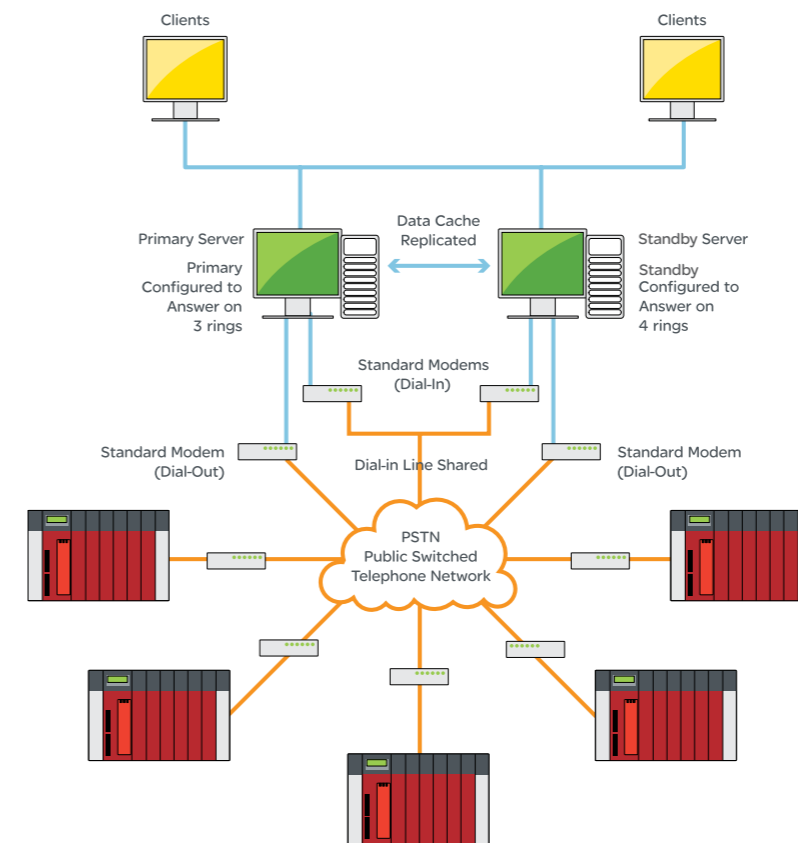 Clients
Clients
Data Cache
Replicated
Primary Server
Primary
Configured to
Answer on
3 rings
Standby Server
Standby
Configured to
Answer on
4 rings
Standard Modems
(Dial-In)
Standard Modem
(Dial-Out)
Dial-in Line Shared
Standard Modem
(Dial-Out)
PSTN
Public Switched
Telephone Network